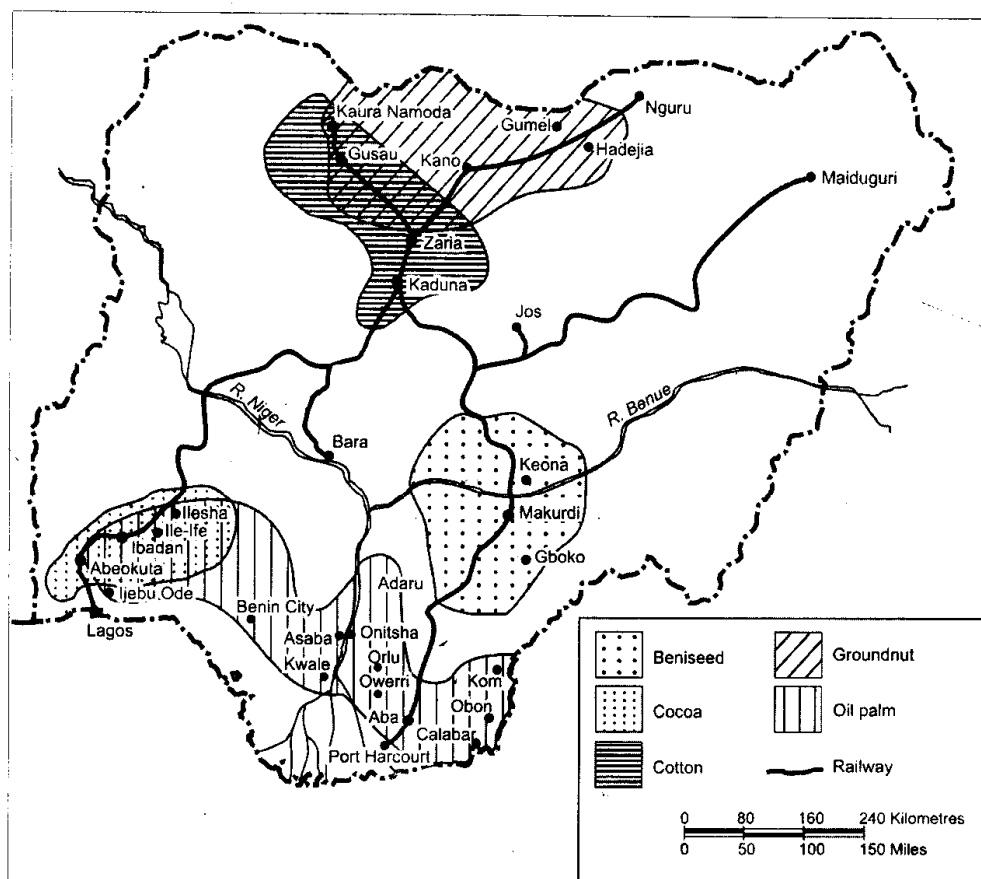 Kaura Namoda
Nguru
Gumel
Gusau
Kano
Hadejia
Maiduguri
Zaria
Kaduna
Jos
R. Niger
R. Benue
Bara
Keona
Makurdi
Gboko
Ilesha
Ile-Ife
Ibadan
Abeokuta
Ijebu Ode
Lagos
Adaru
Benin City
Asaba
Onitsha
Orlu
Kwale
Owerri
Kom
Obon
Aba
Calabar
Port Harcourt
Beniseed
Groundnut
Cocoa
Oil palm
Cotton
Railway
0 80 160 240 Kilometres
0 50 100 150 Miles